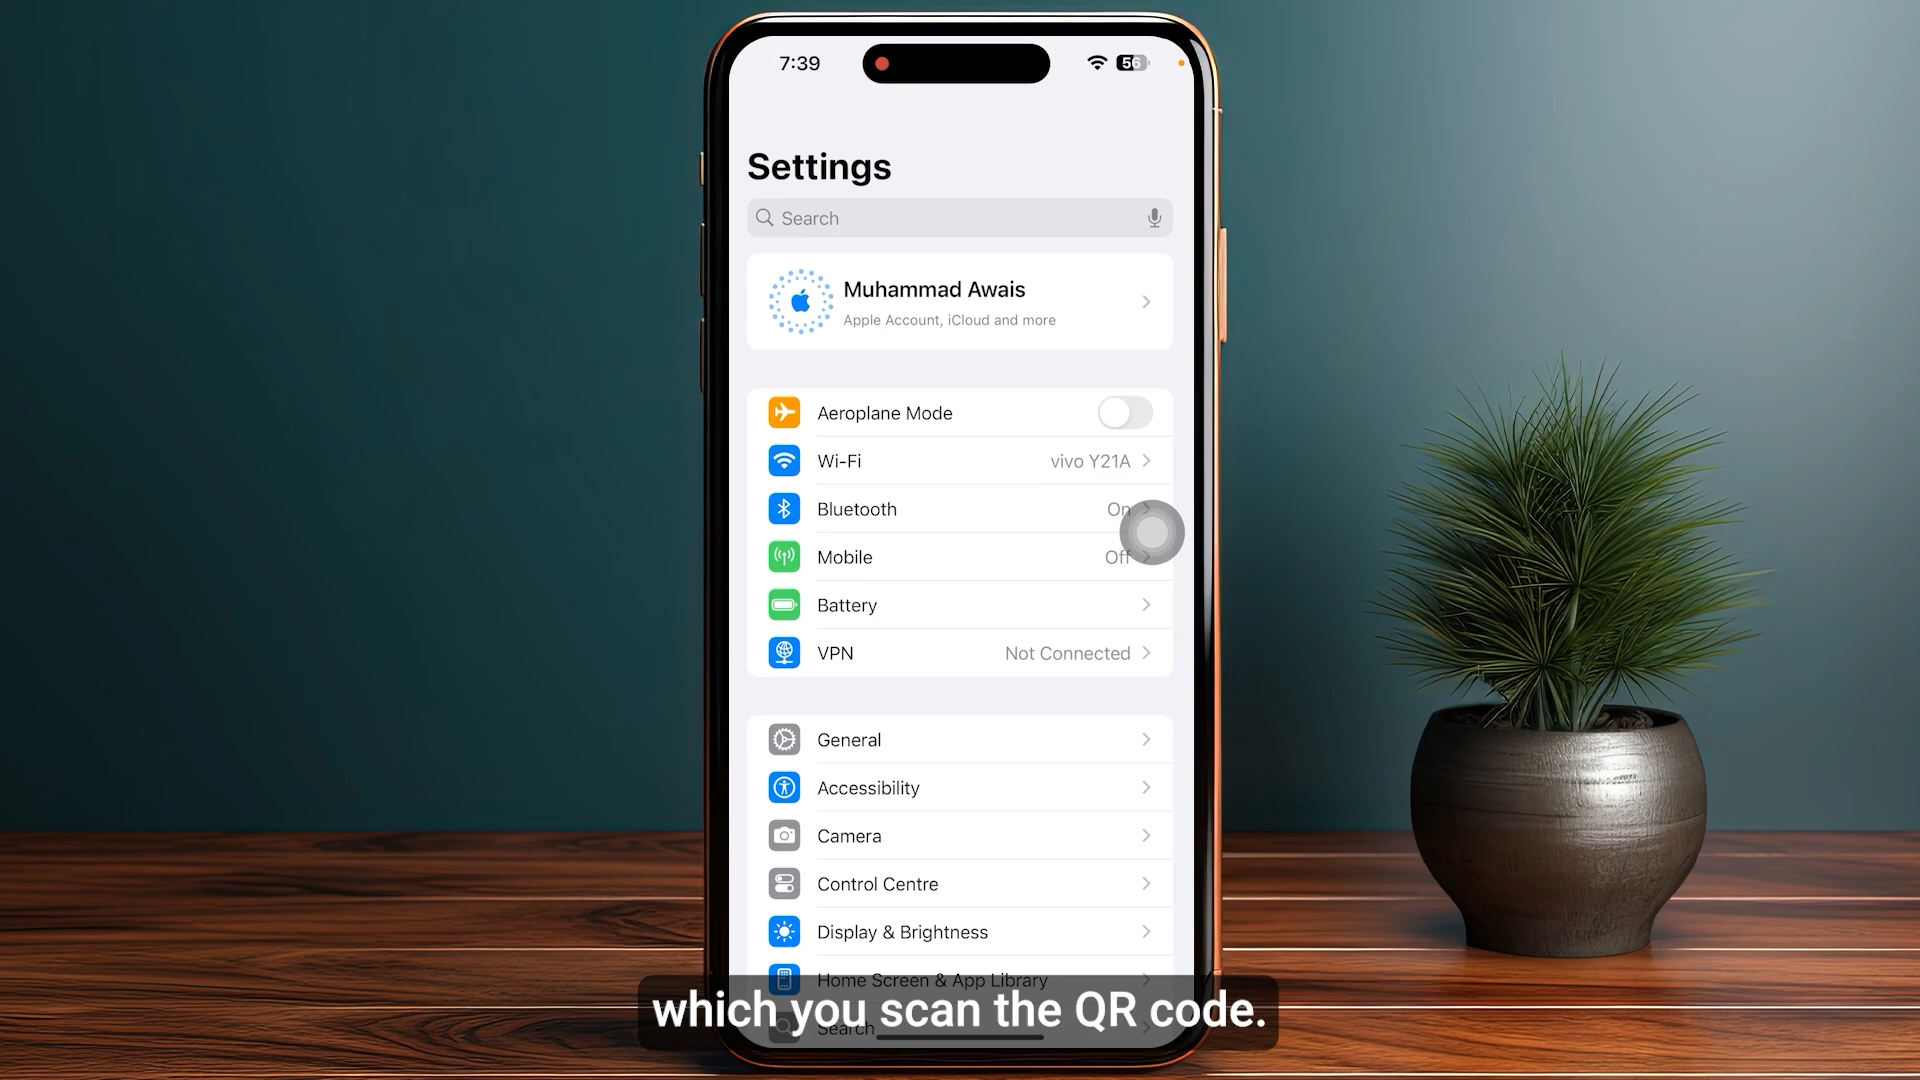 7:39
56
Settings
Search
Muhammad Awais
Apple Account, iCloud and more
Aeroplane Mode
Wi-Fi
vivo Y21A
Bluetooth
On
Mobile
Off
Battery
VPN
Not Connected
General
Accessibility
Camera
Control Centre
Display & Brightness
Home Screen & App Library
Search
which you scan the QR code.